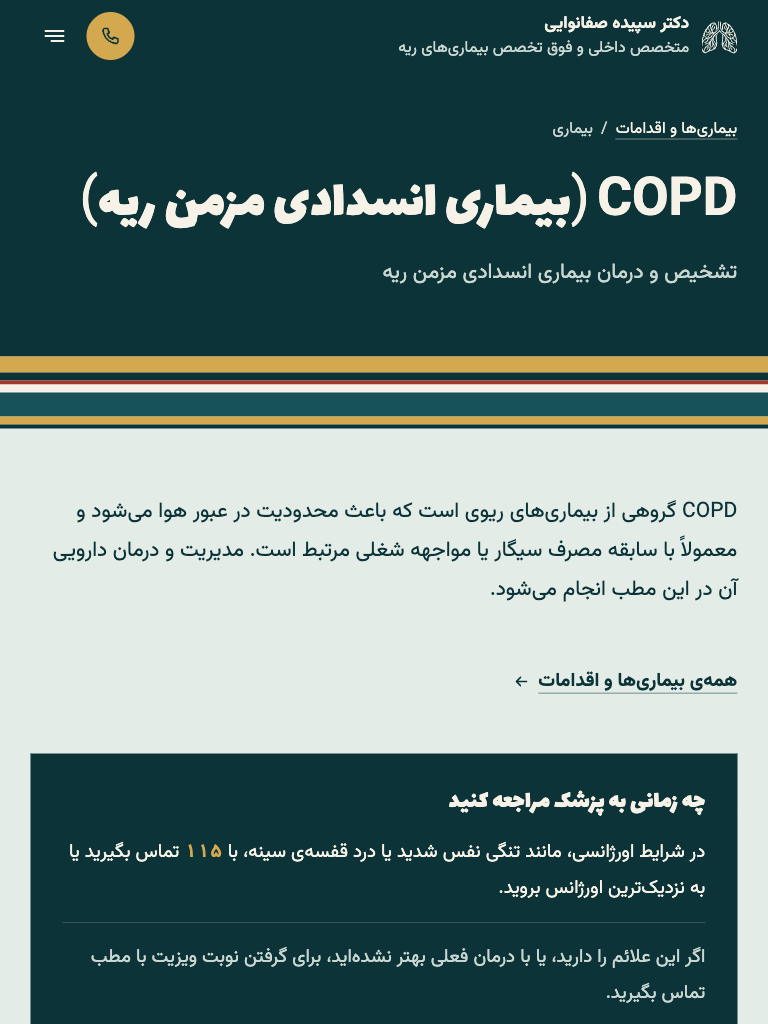 دکتر سپیده صفانوایی
متخصص داخلی و فوق تخصص بیماری‌های ریه
بیماری‌ها و اقدامات / بیماری
COPD (بیماری انسدادی مزمن ریه)
تشخیص و درمان بیماری انسدادی مزمن ریه
COPD گروهی از بیماری‌های ریوی است که باعث محدودیت در عبور هوا می‌شود و
معمولاً با سابقه مصرف سیگار یا مواجهه شغلی مرتبط است. مدیریت و درمان دارویی
آن در این مطب انجام می‌شود.
همه‌ی بیماری‌ها و اقدامات ←
چه زمانی به پزشک مراجعه کنید
در شرایط اورژانسی، مانند تنگی نفس شدید یا درد قفسه‌ی سینه، با ۱۱۵ تماس بگیرید یا
به نزدیک‌ترین اورژانس بروید.
اگر این علائم را دارید، یا با درمان فعلی بهتر نشده‌اید، برای گرفتن نوبت ویزیت با مطب
تماس بگیرید.